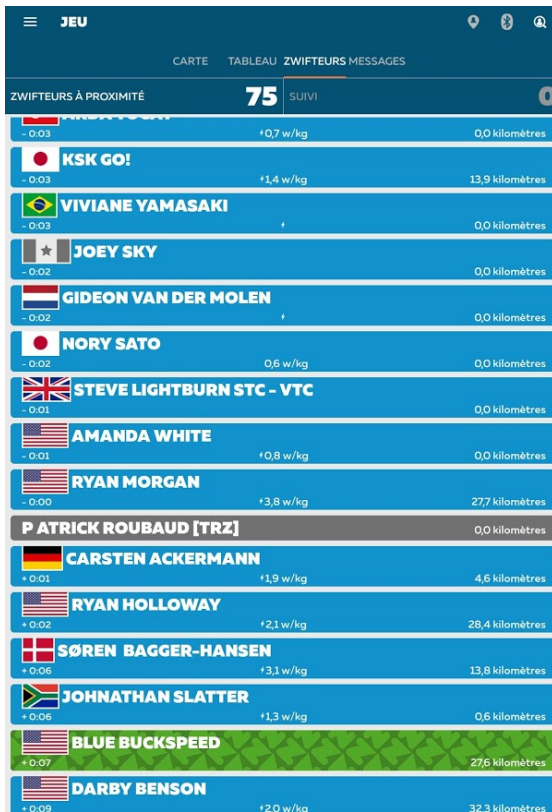 JEU
CARTE TABLEAU ZWIFTEURS MESSAGES
ZWIFTEURS À PROXIMITÉ 75 SUIVI 0
- 0:03 0,7 w/kg 0,0 kilomètres
KSK GO!
- 0:03 1,4 w/kg 13,9 kilomètres
VIVIANE YAMASAKI
- 0:03 0,0 kilomètres
JOEY SKY
- 0:02 0,0 kilomètres
GIDEON VAN DER MOLEN
- 0:02 0,0 kilomètres
NORY SATO
- 0:02 0,6 w/kg 0,0 kilomètres
STEVE LIGHTBURN STC - VTC
- 0:01 0,0 kilomètres
AMANDA WHITE
- 0:01 0,8 w/kg 0,0 kilomètres
RYAN MORGAN
- 0:00 3,8 w/kg 27,7 kilomètres
P ATRICK ROUBAUD [TRZ] 0,0 kilomètres
CARSTEN ACKERMANN
+ 0:01 1,9 w/kg 4,6 kilomètres
RYAN HOLLOWAY
+ 0:02 2,1 w/kg 28,4 kilomètres
SØREN BAGGER-HANSEN
+ 0:06 3,1 w/kg 13,8 kilomètres
JOHNATHAN SLATTER
+ 0:06 1,3 w/kg 0,6 kilomètres
BLUE BUCKSPEED
+ 0:07 27,6 kilomètres
DARBY BENSON
+ 0:09 2,0 w/kg 32,3 kilomètres